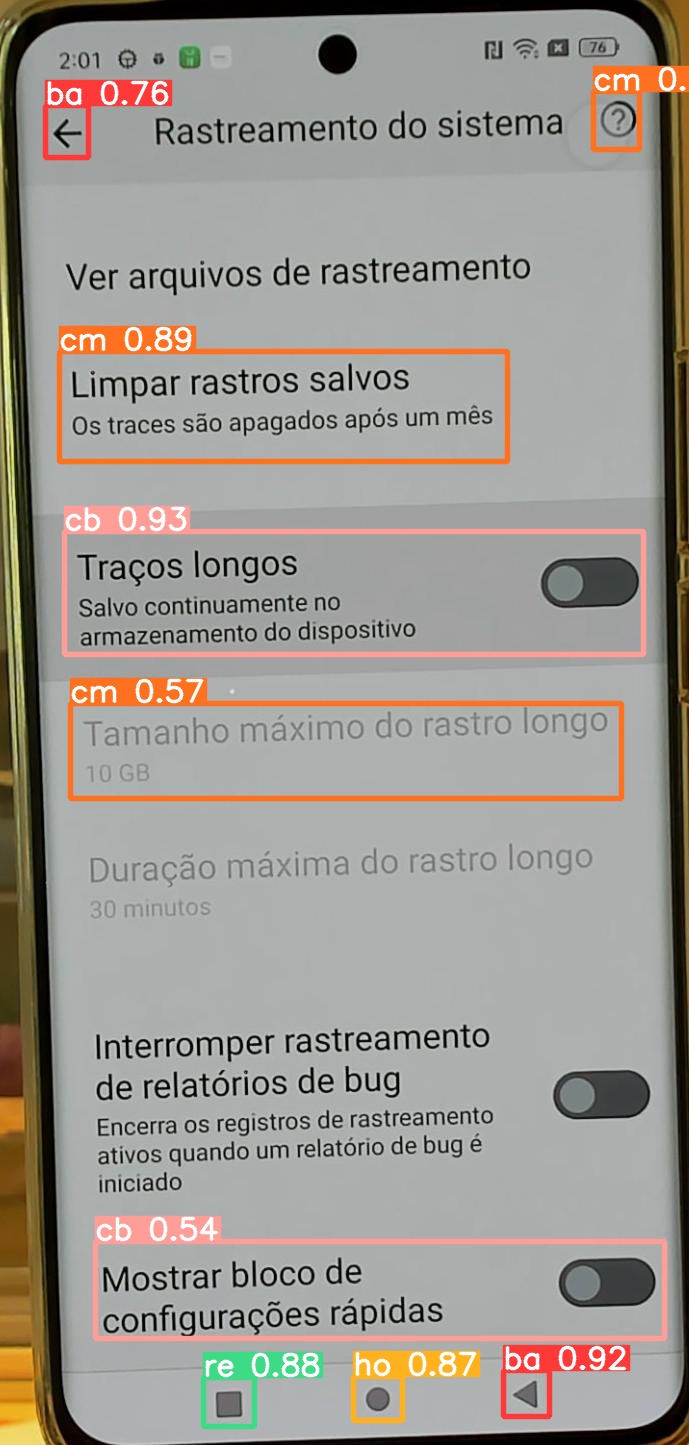 2:01
76
ba 0.76
cm 0.
Rastreamento do sistema
?
Ver arquivos de rastreamento
cm 0.89
Limpar rastros salvos
Os traces são apagados após um mês
cb 0.93
Traços longos
Salvo continuamente no
armazenamento do dispositivo
cm 0.57
Tamanho máximo do rastro longo
10 GB
Duração máxima do rastro longo
30 minutos
Interromper rastreamento
de relatórios de bug
Encerra os registros de rastreamento
ativos quando um relatório de bug é
iniciado
cb 0.54
Mostrar bloco de
configurações rápidas
re 0.88
ho 0.87
ba 0.92